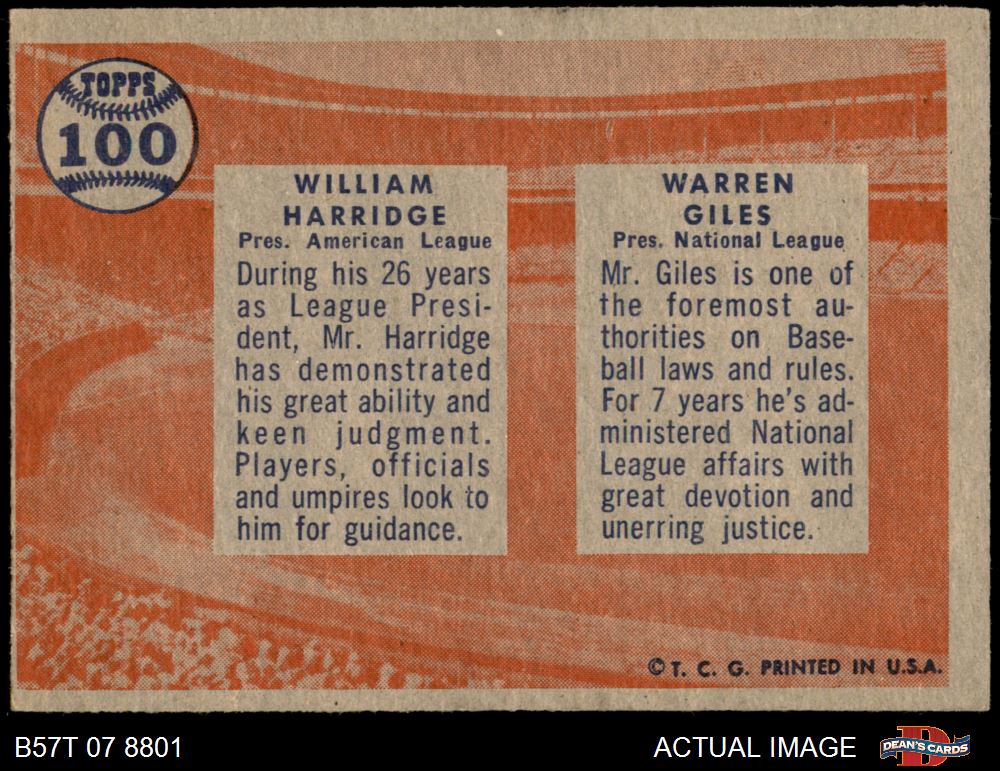 TOPPS
100
WILLIAM
HARRIDGE
Pres. American League
During his 26 years
as League Presi-
dent, Mr. Harridge
has demonstrated
his great ability and
keen judgment.
Players, officials
and umpires look to
him for guidance.
WARREN
GILES
Pres. National League
Mr. Giles is one of
the foremost au-
thorities on Base-
ball laws and rules.
For 7 years he's ad-
ministered National
League affairs with
great devotion and
unerring justice.
© T. C. G. PRINTED IN U.S.A.
B57T 07 8801
ACTUAL IMAGE
DEAN'S CARDS